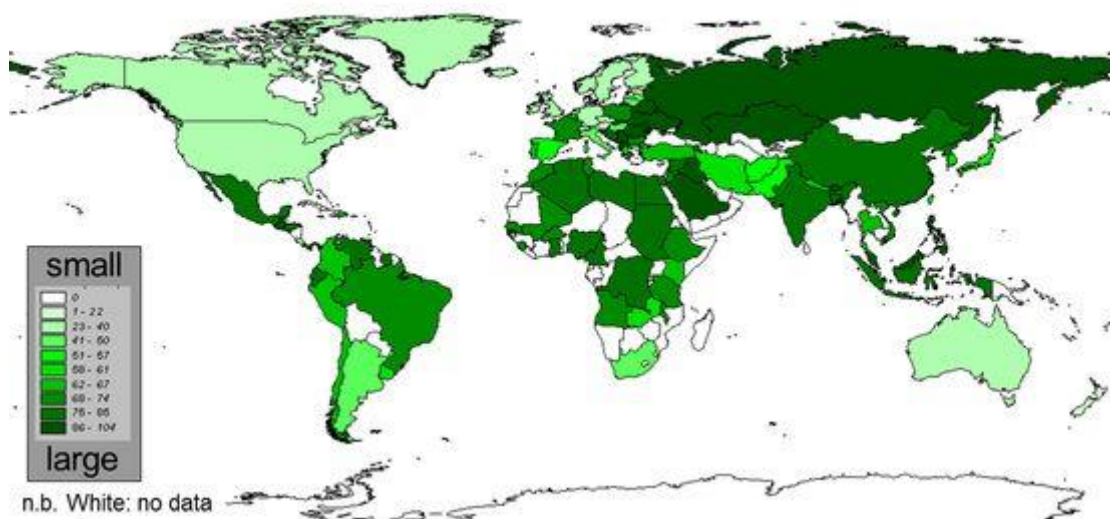 small
0
1 - 22
23 - 40
41 - 50
51 - 57
58 - 61
62 - 67
68 - 74
75 - 85
86 - 104
large
n.b. White: no data